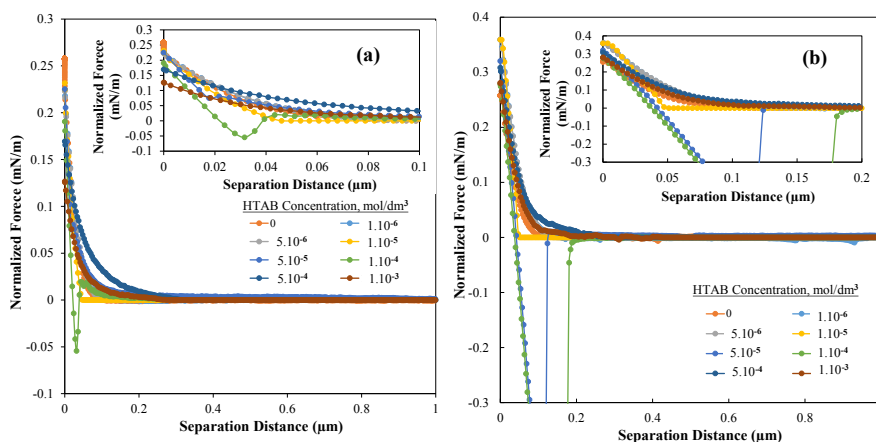 (a)
Normalized Forece (mN/m)
0.3
0.25
0.2
0.15
0.1
0.05
0
-0.05
-0.1
0 0.2 0.4 0.6 0.8 1
Separation Distance (µm)
Normalized Forece
(mN/m)
0.3
0.25
0.2
0.15
0.1
0.05
0
-0.05
-0.1
0 0.02 0.04 0.06 0.08 0.1
Separation Distance (µm)
HTAB Concentration, mol/dm³
0 1.10⁻⁶
5.10⁻⁶ 1.10⁻⁵
5.10⁻⁵ 1.10⁻⁴
5.10⁻⁴ 1.10⁻³
(b)
Normalized Force (mN/m)
0.4
0.3
0.2
0.1
0
-0.1
-0.2
-0.3
0 0.2 0.4 0.6 0.8
Separation Distance (µm)
Normalized Force
(mN/m)
0.4
0.3
0.2
0.1
0
-0.1
-0.2
-0.3
0 0.05 0.1 0.15 0.2
Separation Distance (µm)
HTAB Concentration, mol/dm³
0 1.10⁻⁶
5.10⁻⁶ 1.10⁻⁵
5.10⁻⁵ 1.10⁻⁴
5.10⁻⁴ 1.10⁻³